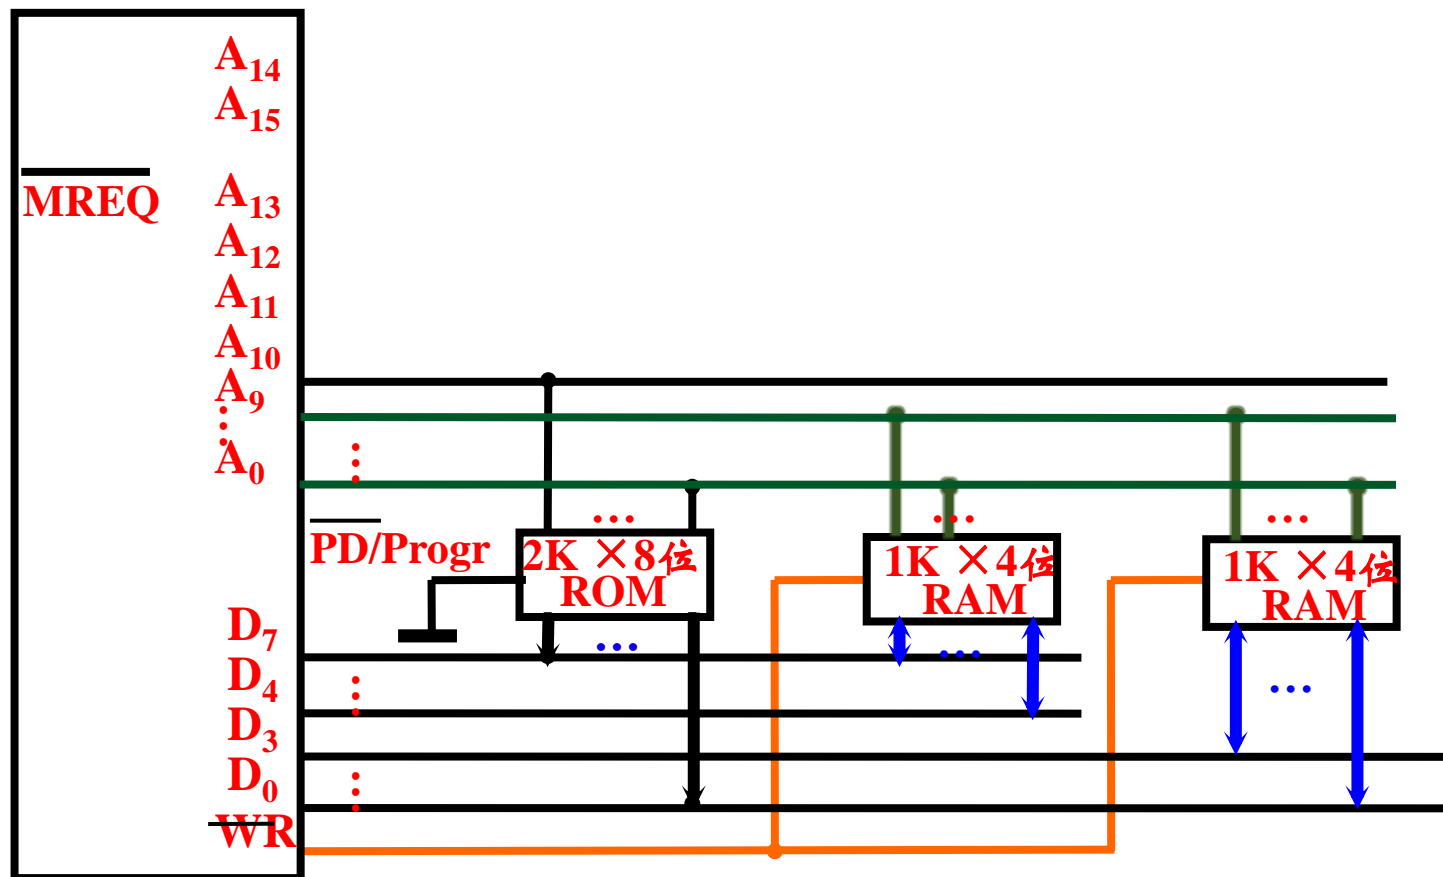 A14
A15
MREQ
A13
A12
A11
A10
A9
⋮
A0
⋮
PD/Progr
…
2K ×8位
ROM
…
1K ×4位
RAM
…
1K ×4位
RAM
D7
…
…
D4
⋮
…
D3
D0
⋮
WR